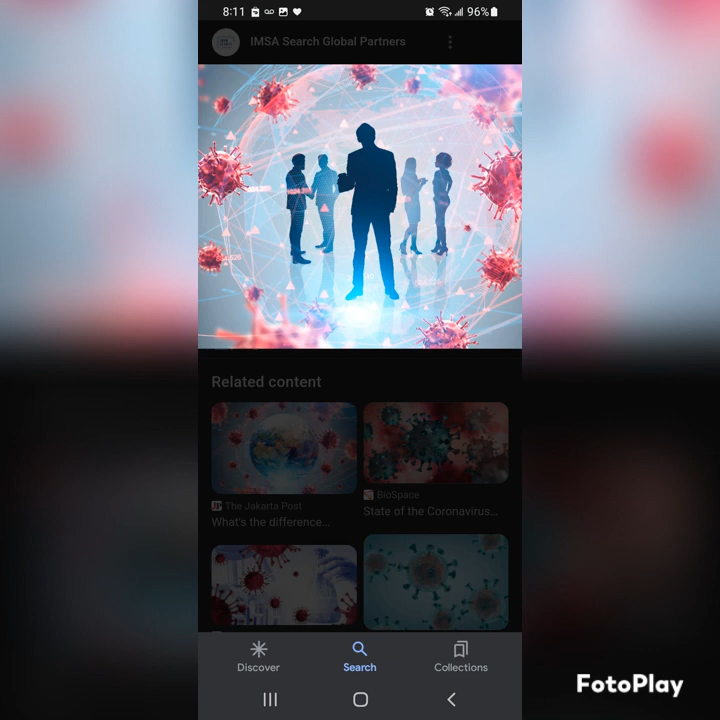 8:11
96%
IMSA Search Global Partners
Related content
The Jakarta Post
What's the difference...
BioSpace
State of the Coronavirus...
Discover
Search
Collections
FotoPlay